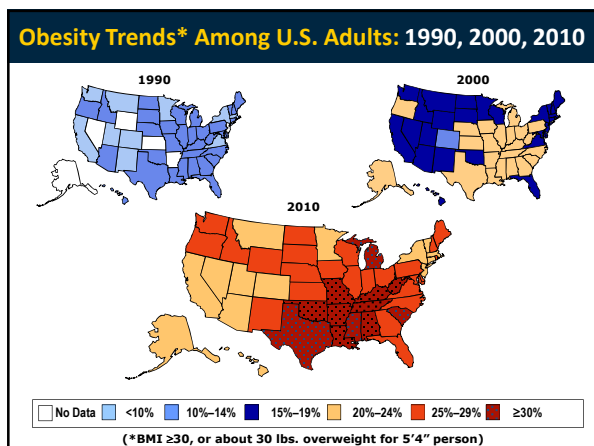 Obesity Trends* Among U.S. Adults: 1990, 2000, 2010
1990
2000
2010
No Data <10% 10%–14% 15%–19% 20%–24% 25%–29% ≥30%
(*BMI ≥30, or about 30 lbs. overweight for 5’4” person)